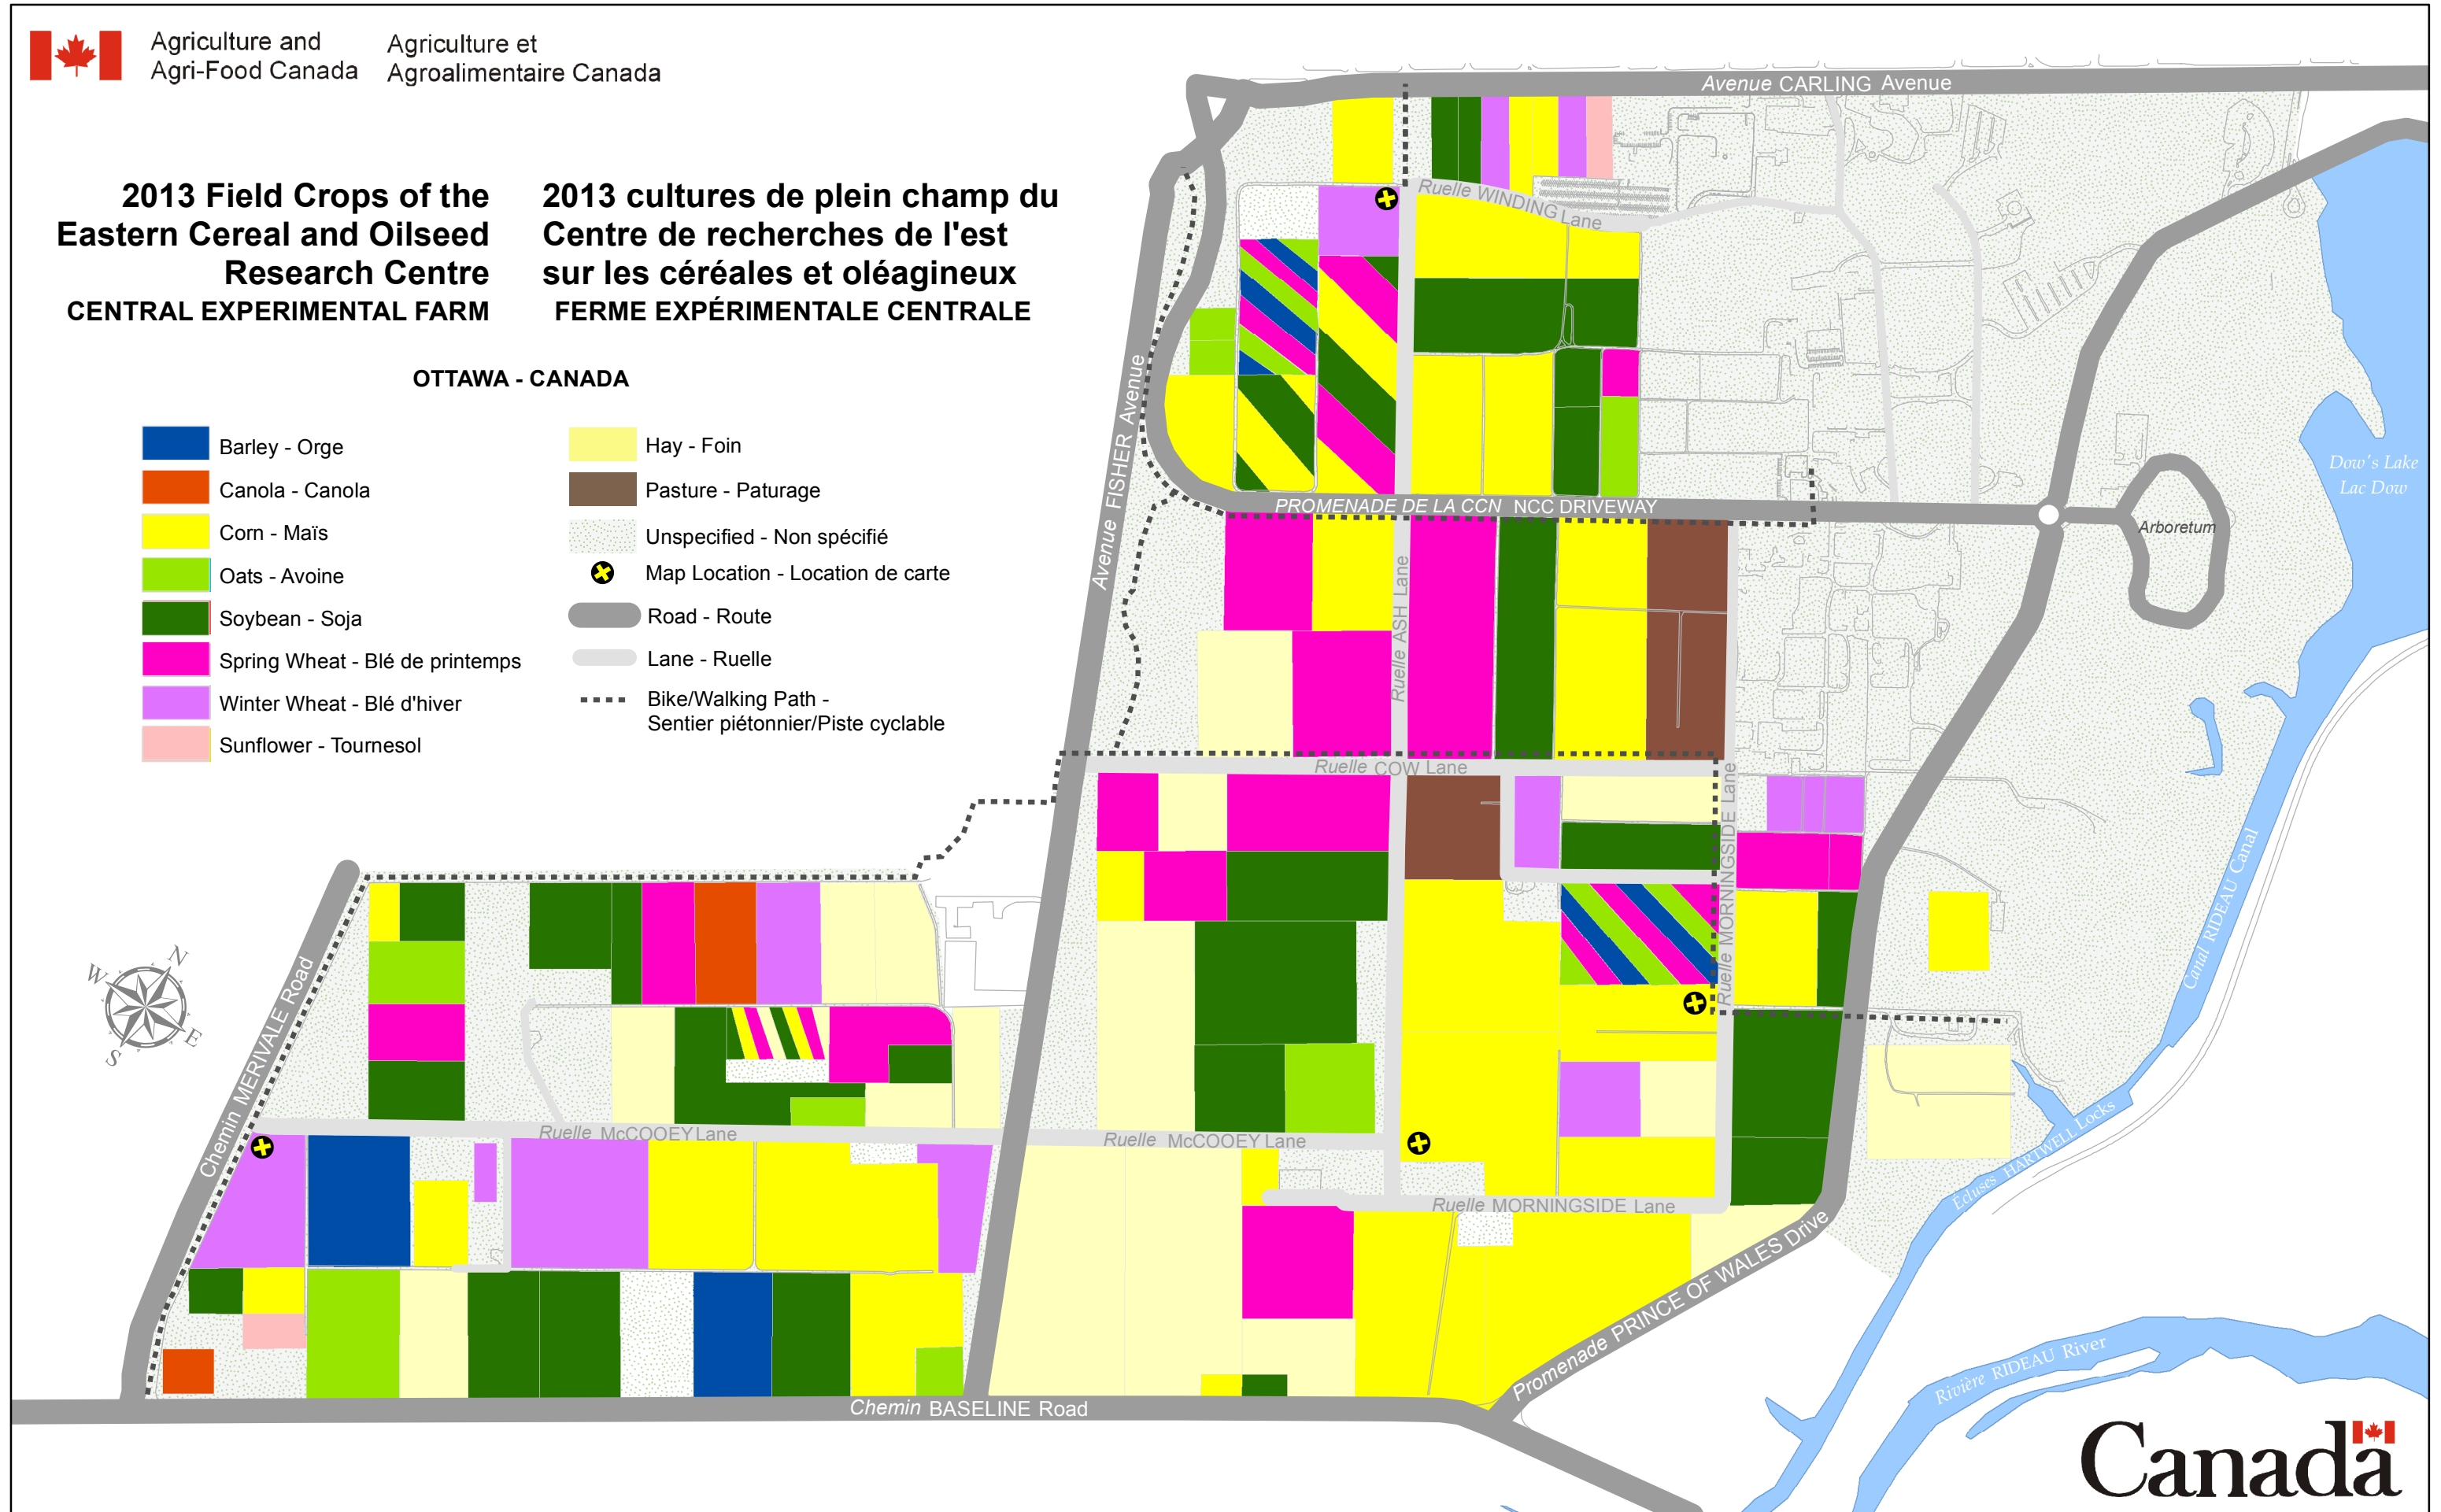 Agriculture and
Agri-Food Canada
Agriculture et
Agroalimentaire Canada
2013 Field Crops of the
Eastern Cereal and Oilseed
Research Centre
CENTRAL EXPERIMENTAL FARM
2013 cultures de plein champ du
Centre de recherches de l'est
sur les céréales et oléagineux
FERME EXPÉRIMENTALE CENTRALE
OTTAWA - CANADA
Barley - Orge
Canola - Canola
Corn - Maïs
Oats - Avoine
Soybean - Soja
Spring Wheat - Blé de printemps
Winter Wheat - Blé d'hiver
Sunflower - Tournesol
Hay - Foin
Pasture - Paturage
Unspecified - Non spécifié
Map Location - Location de carte
Road - Route
Lane - Ruelle
Bike/Walking Path -
Sentier piétonnier/Piste cyclable
Avenue CARLING Avenue
Ruelle WINDING Lane
Avenue FISHER Avenue
PROMENADE DE LA CCN NCC DRIVEWAY
Arboretum
Dow's Lake
Lac Dow
Ruelle ASH Lane
Ruelle COW Lane
Ruelle MORNINGSIDE Lane
Canal RIDEAU Canal
N
W
E
S
Chemin MERIVALE Road
Ruelle McCOOEY Lane
Ruelle McCOOEY Lane
Ecluses HARTWELL Locks
Ruelle MORNINGSIDE Lane
Promenade PRINCE OF WALES Drive
Rivière RIDEAU River
Chemin BASELINE Road
Canada